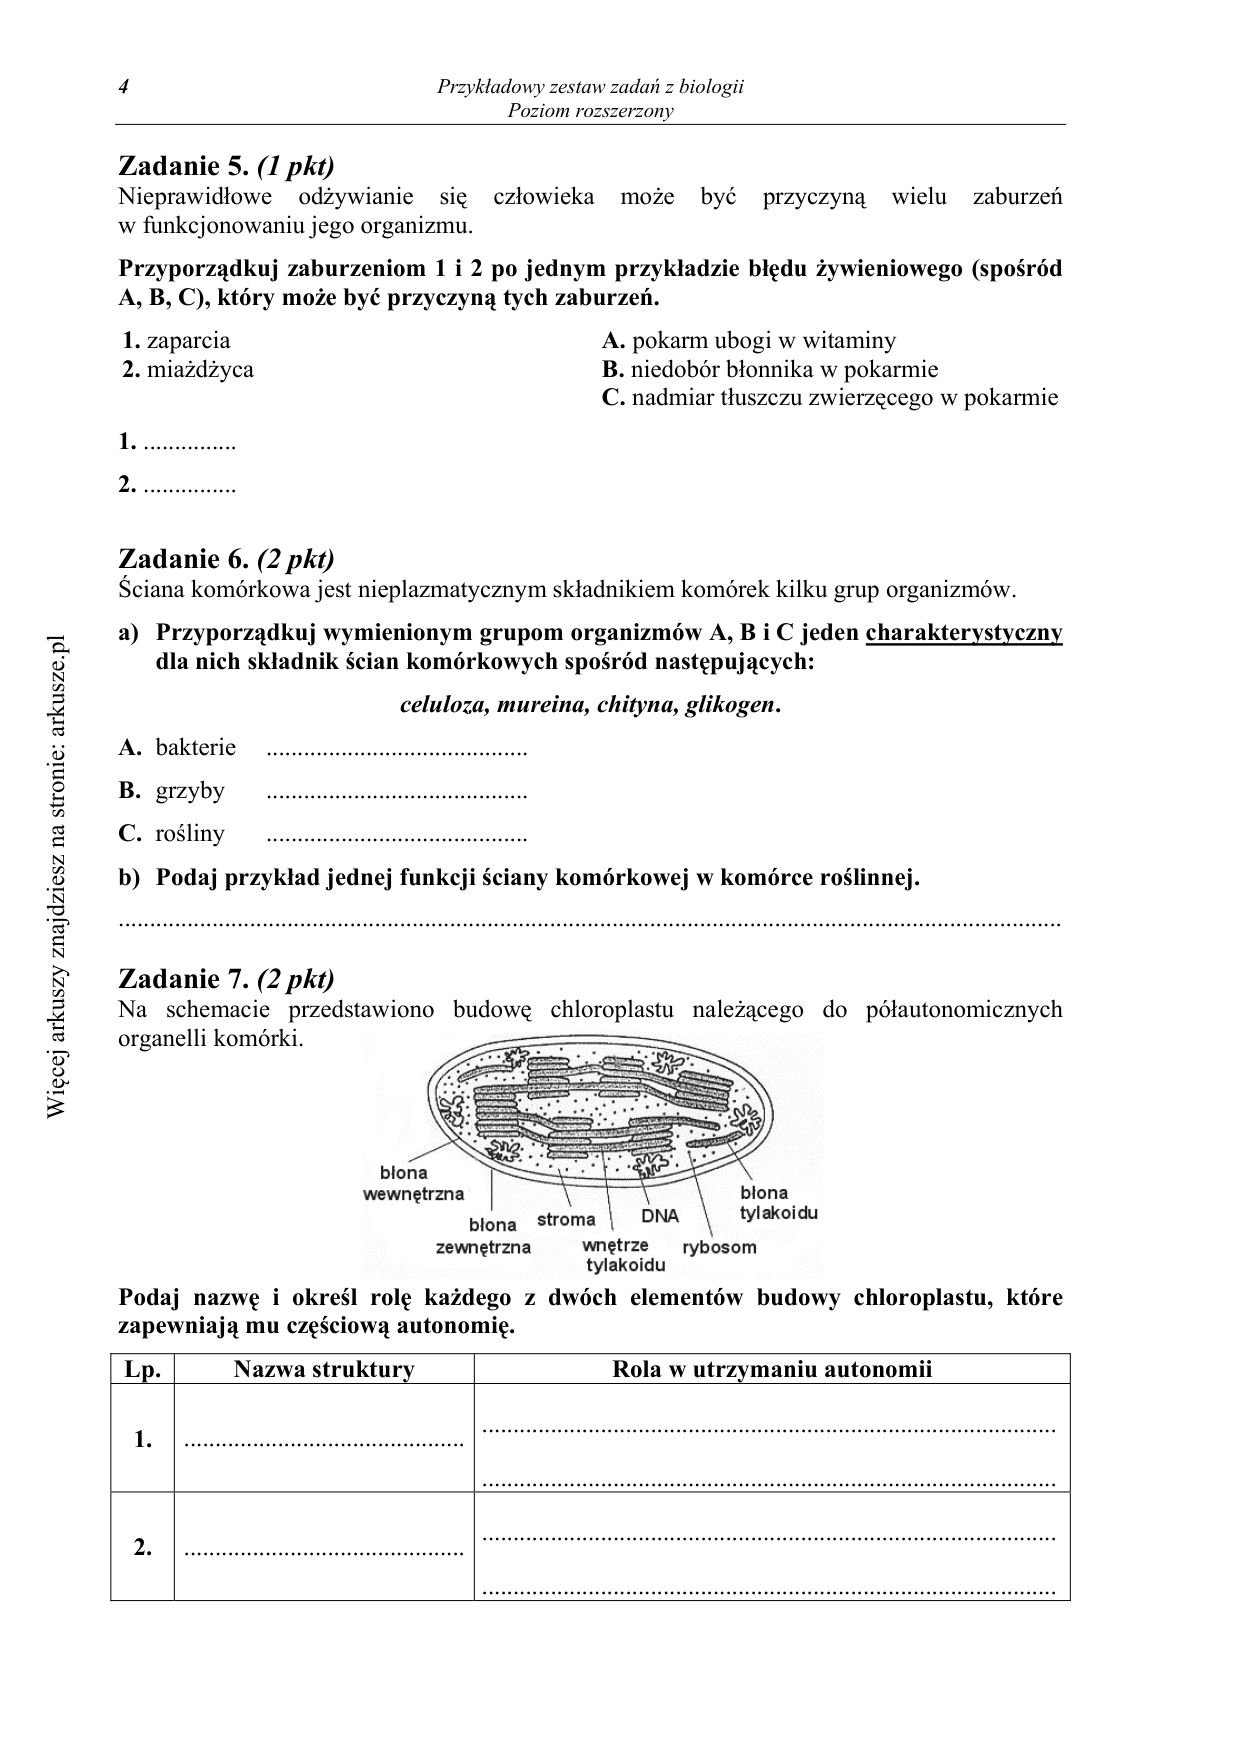 4
Przykładowy zestaw zadań z biologii
Poziom rozszerzony
Zadanie 5. (1 pkt)
Nieprawidłowe odżywianie się człowieka może być przyczyną wielu zaburzeń
w funkcjonowaniu jego organizmu.
Przyporządkuj zaburzeniom 1 i 2 po jednym przykładzie błędu żywieniowego (spośród
A, B, C), który może być przyczyną tych zaburzeń.
1. zaparcia
2. miażdżyca
A. pokarm ubogi w witaminy
B. niedobór błonnika w pokarmie
C. nadmiar tłuszczu zwierzęcego w pokarmie
1. ...............
2. ...............
Zadanie 6. (2 pkt)
Ściana komórkowa jest nieplazmatycznym składnikiem komórek kilku grup organizmów.
a) Przyporządkuj wymienionym grupom organizmów A, B i C jeden charakterystyczny
dla nich składnik ścian komórkowych spośród następujących:
celuloza, mureina, chityna, glikogen.
A. bakterie ..........................................
B. grzyby ..........................................
C. rośliny ..........................................
b) Podaj przykład jednej funkcji ściany komórkowej w komórce roślinnej.
.......................................................................................................................................................
Zadanie 7. (2 pkt)
Na schemacie przedstawiono budowę chloroplastu należącego do półautonomicznych
organelli komórki.
błona
wewnętrzna
błona
zewnętrzna
stroma
wnętrze
tylakoidu
DNA
rybosom
błona
tylakoidu
Podaj nazwę i określ rolę każdego z dwóch elementów budowy chloroplastu, które
zapewniają mu częściową autonomię.
Lp. Nazwa struktury Rola w utrzymaniu autonomii
1. ............................................. ............................................................................................
............................................................................................
2. ............................................. ............................................................................................
............................................................................................
Więcej arkuszy znajdziesz na stronie: arkusze.pl